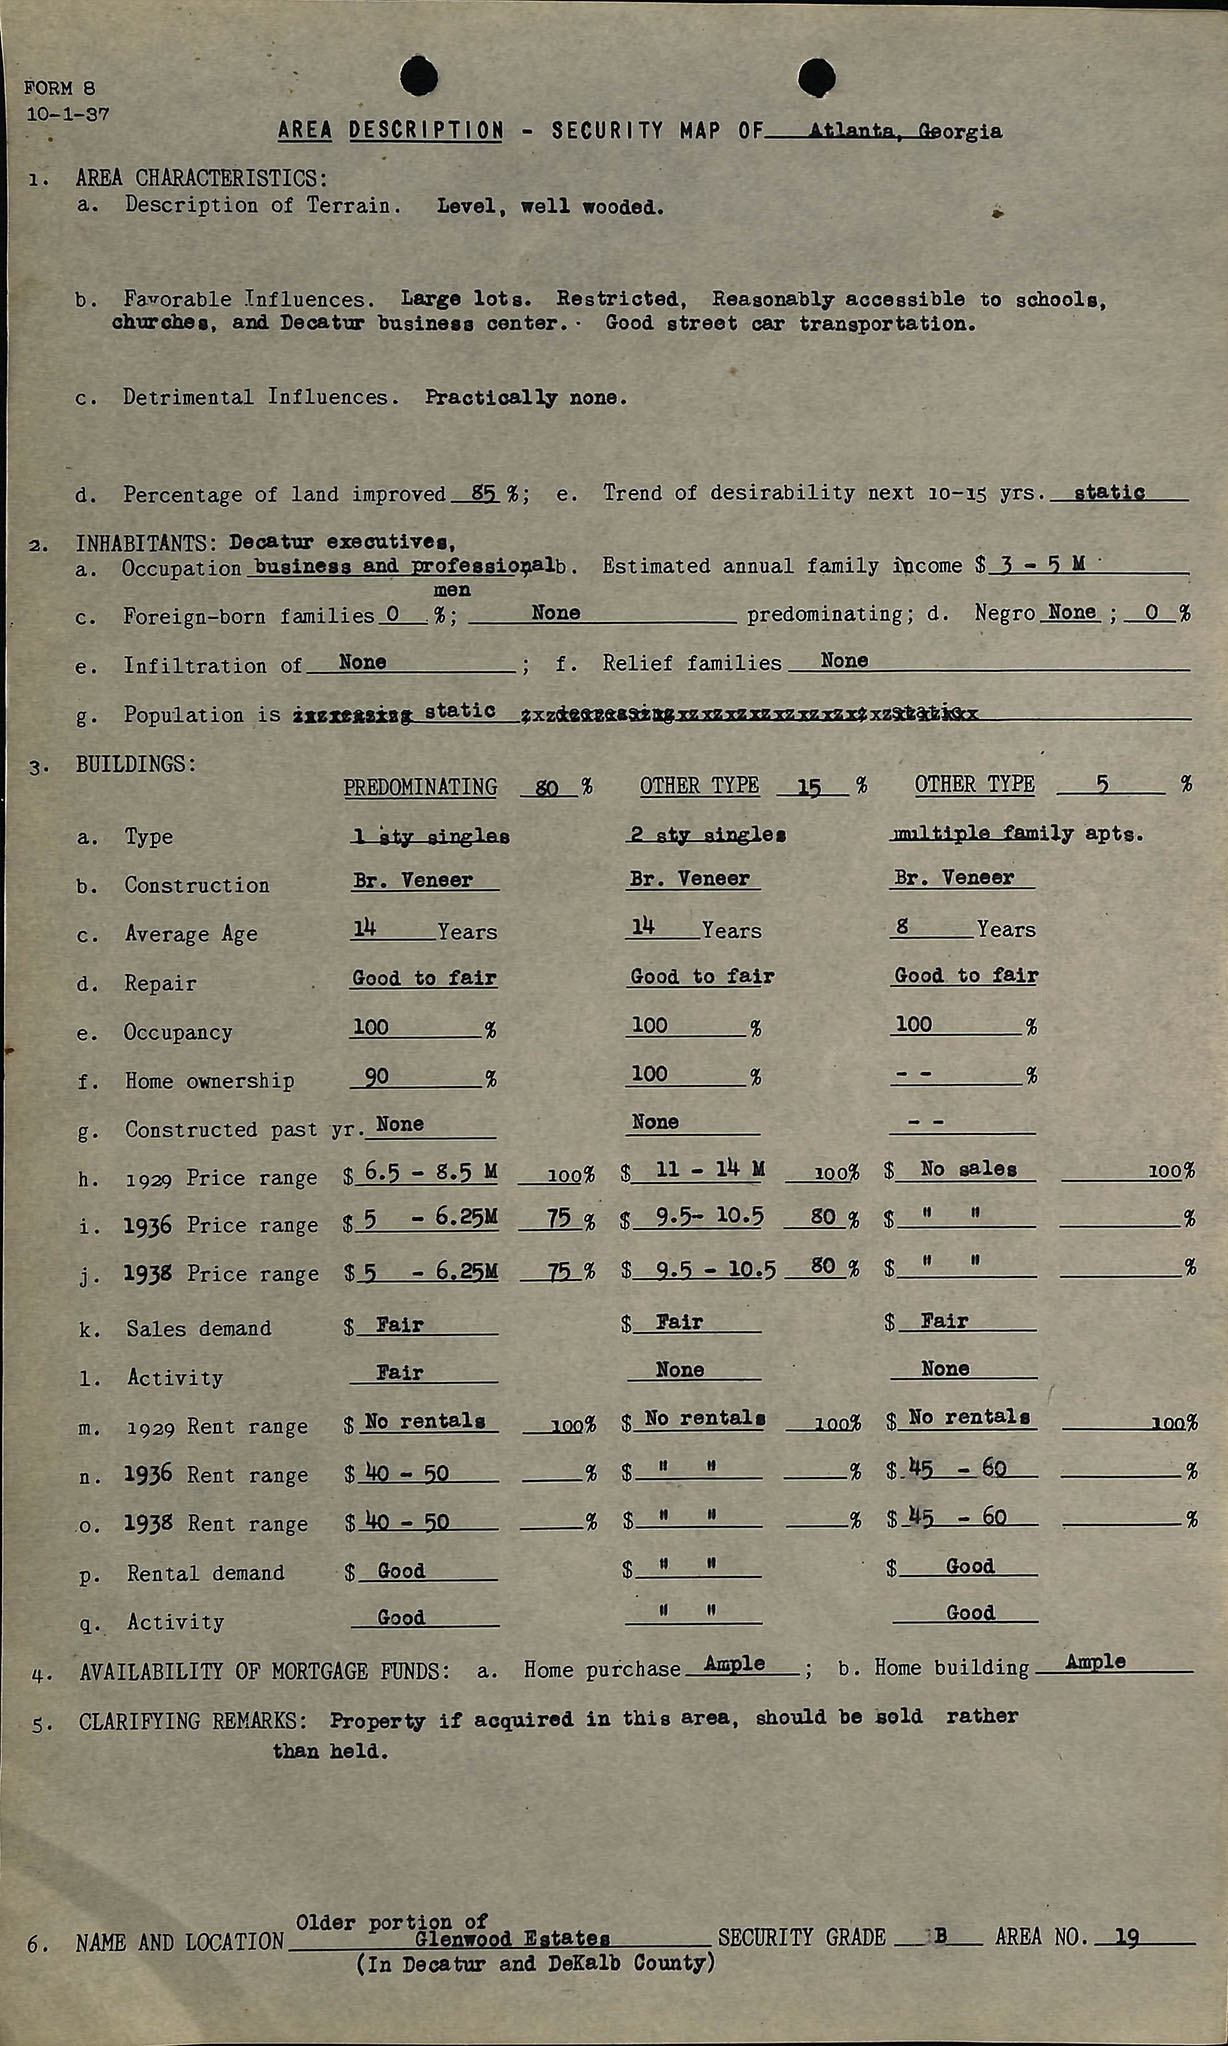 FORM 8
10-1-37
AREA DESCRIPTION - SECURITY MAP OF Atlanta, Georgia
1. AREA CHARACTERISTICS:
a. Description of Terrain. Level, well wooded.
b. Favorable Influences. Large lots. Restricted, Reasonably accessible to schools,
churches, and Decatur business center. Good street car transportation.
c. Detrimental Influences. Practically none.
d. Percentage of land improved 85 %; e. Trend of desirability next 10-15 yrs. static
2. INHABITANTS: Decatur executives,
a. Occupation business and professional b. Estimated annual family income $ 3 - 5 M
men
c. Foreign-born families 0 %; None predominating; d. Negro None ; 0 %
e. Infiltration of None ; f. Relief families None
g. Population is increasing static decreasing static
3. BUILDINGS:
PREDOMINATING 80 % OTHER TYPE 15 % OTHER TYPE 5 %
a. Type 1 sty singles 2 sty singles multiple family apts.
b. Construction Br. Veneer Br. Veneer Br. Veneer
c. Average Age 14 Years 14 Years 8 Years
d. Repair Good to fair Good to fair Good to fair
e. Occupancy 100 % 100 % 100 %
f. Home ownership 90 % 100 % - - %
g. Constructed past yr. None None - -
h. 1929 Price range $ 6.5 - 8.5 M 100% $ 11 - 14 M 100% $ No sales 100%
i. 1936 Price range $ 5 - 6.25M 75 % $ 9.5- 10.5 80 % $ " " %
j. 1938 Price range $ 5 - 6.25M 75 % $ 9.5 - 10.5 80 % $ " " %
k. Sales demand $ Fair $ Fair $ Fair
l. Activity Fair None None
m. 1929 Rent range $ No rentals 100% $ No rentals 100% $ No rentals 100%
n. 1936 Rent range $ 40 - 50 % $ " " % $ 45 - 60 %
o. 1938 Rent range $ 40 - 50 % $ " " % $ 45 - 60 %
p. Rental demand $ Good $ " " $ Good
q. Activity Good " " Good
4. AVAILABILITY OF MORTGAGE FUNDS: a. Home purchase Ample ; b. Home building Ample
5. CLARIFYING REMARKS: Property if acquired in this area, should be sold rather
than held.
Older portion of
6. NAME AND LOCATION Glenwood Estates SECURITY GRADE B AREA NO. 19
(In Decatur and DeKalb County)